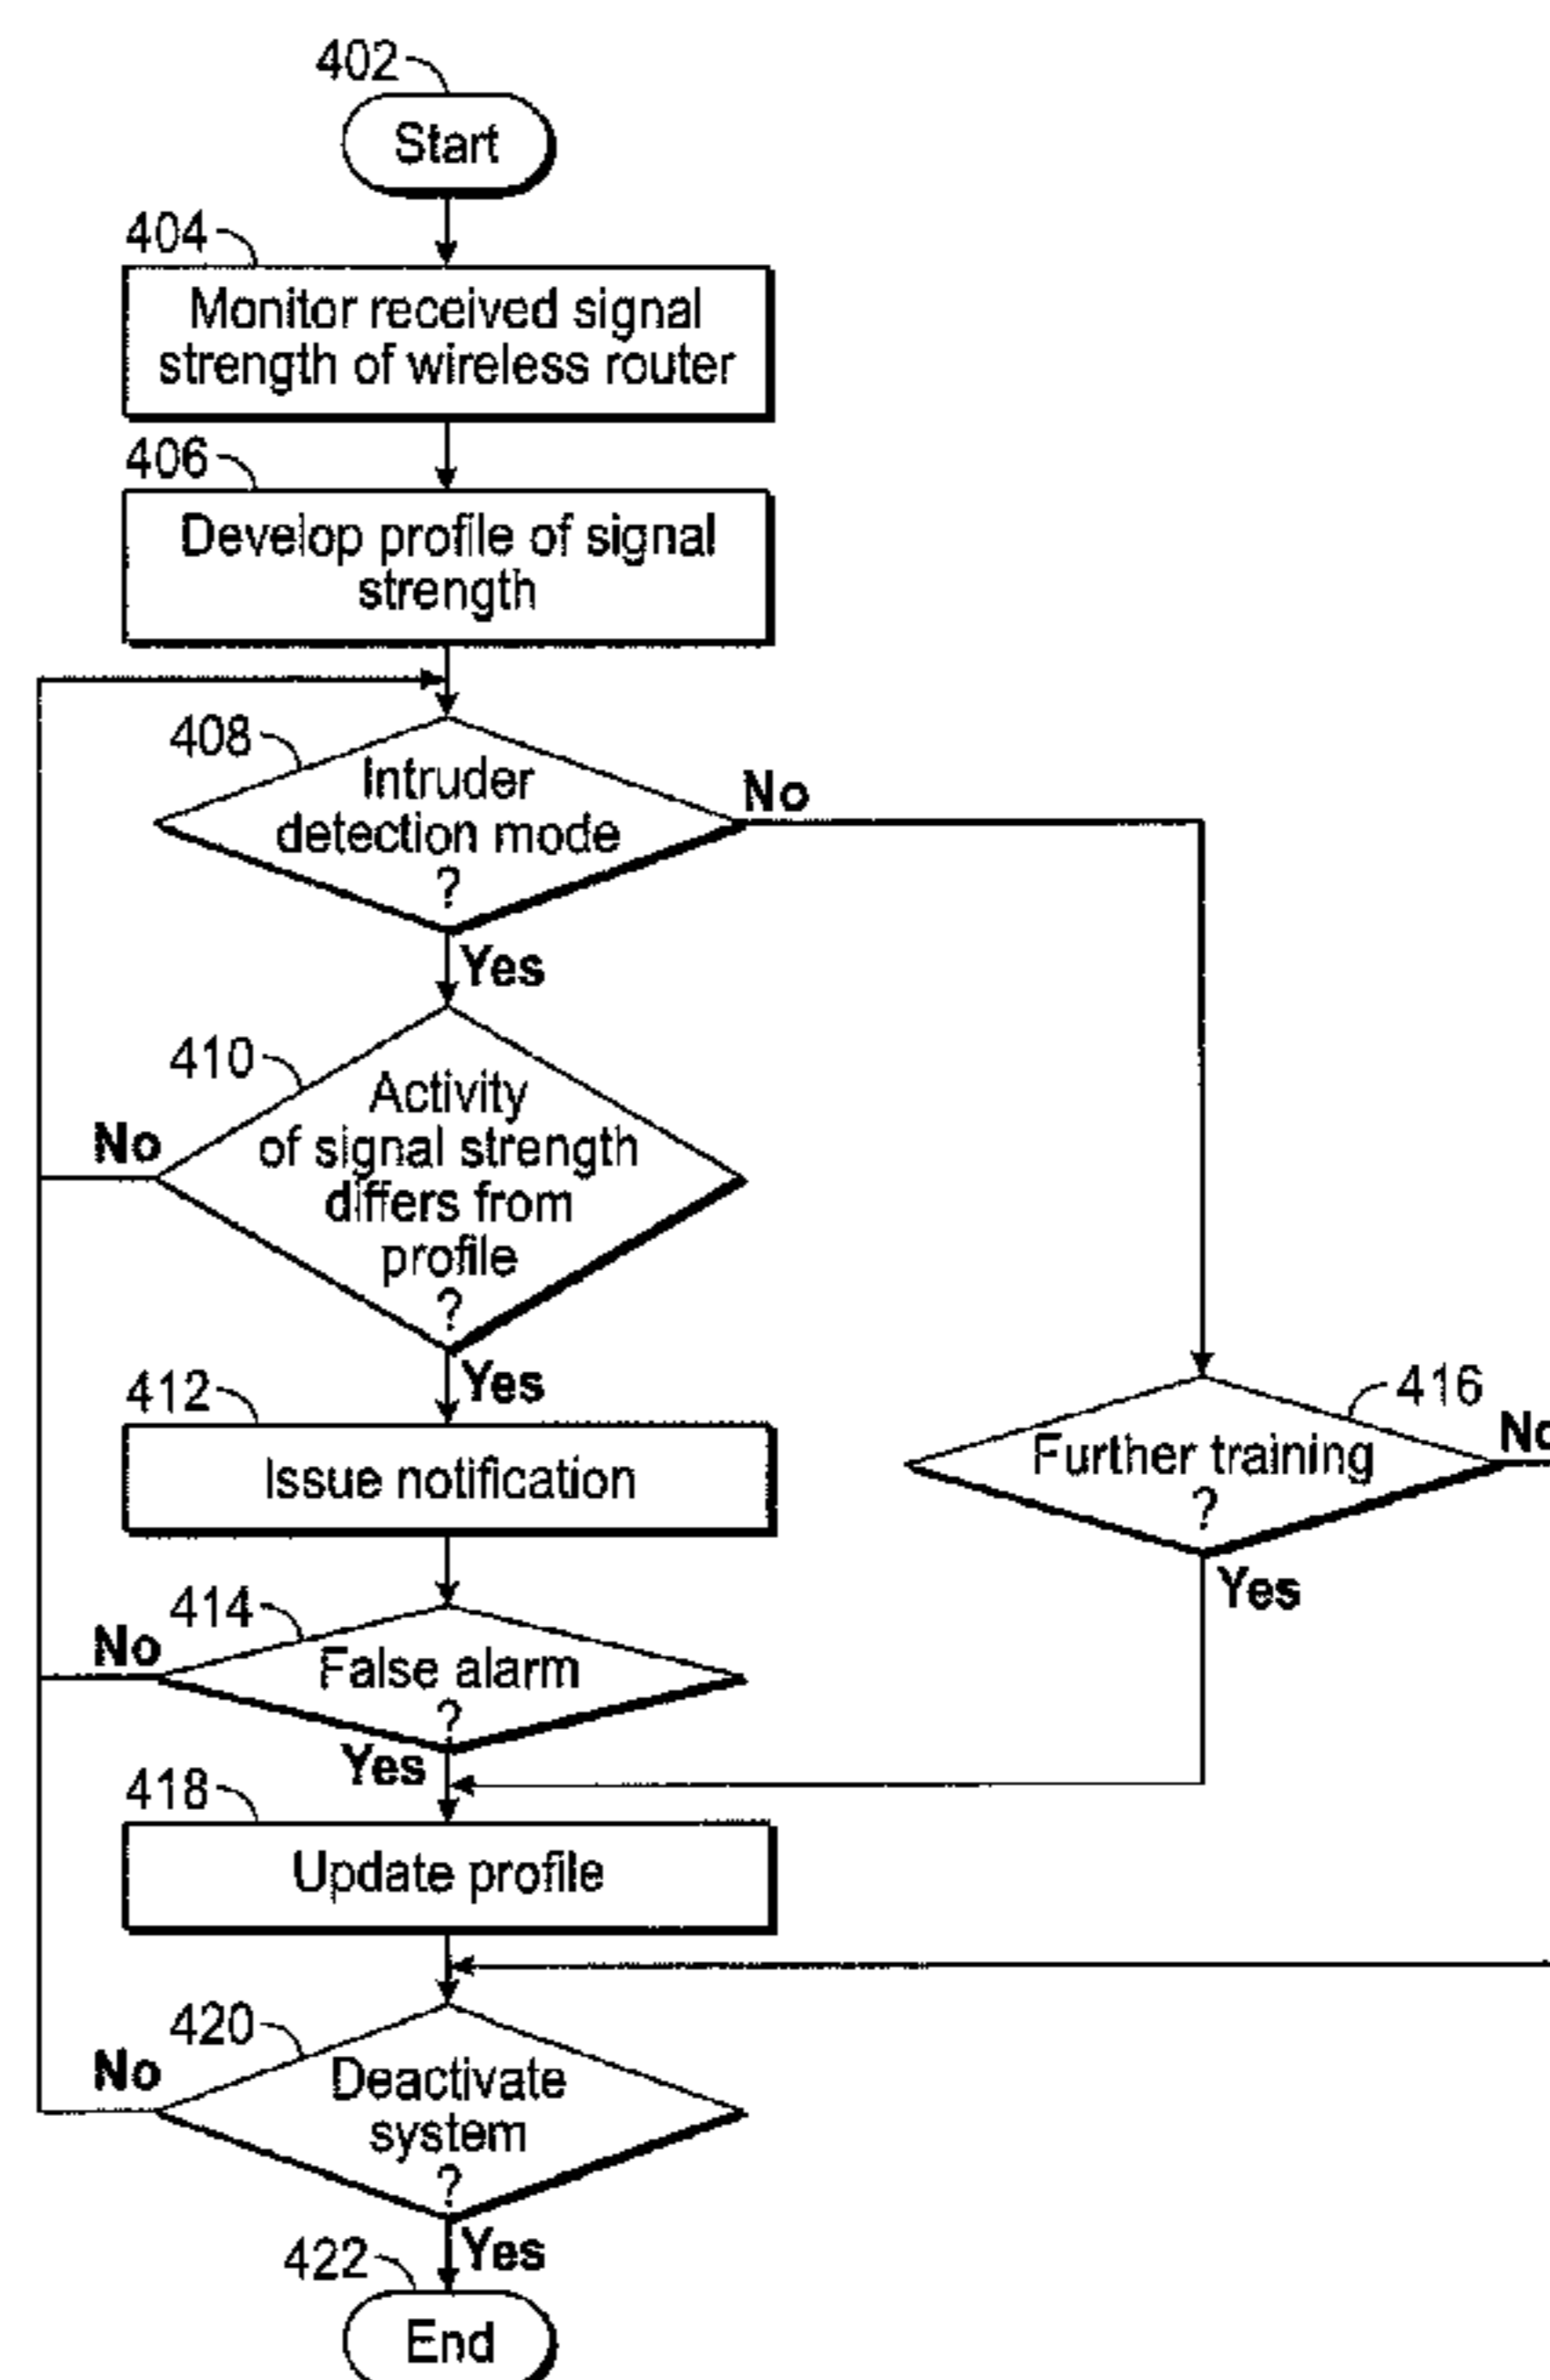 402
Start
404
Monitor received signal
strength of wireless router
406
Develop profile of signal
strength
408
Intruder
detection mode
?
No
Yes
410
Activity
of signal strength
differs from
profile
?
No
Yes
412
Issue notification
416
Further training
?
No
Yes
414
False alarm
?
No
Yes
418
Update profile
420
Deactivate
system
?
No
Yes
422
End